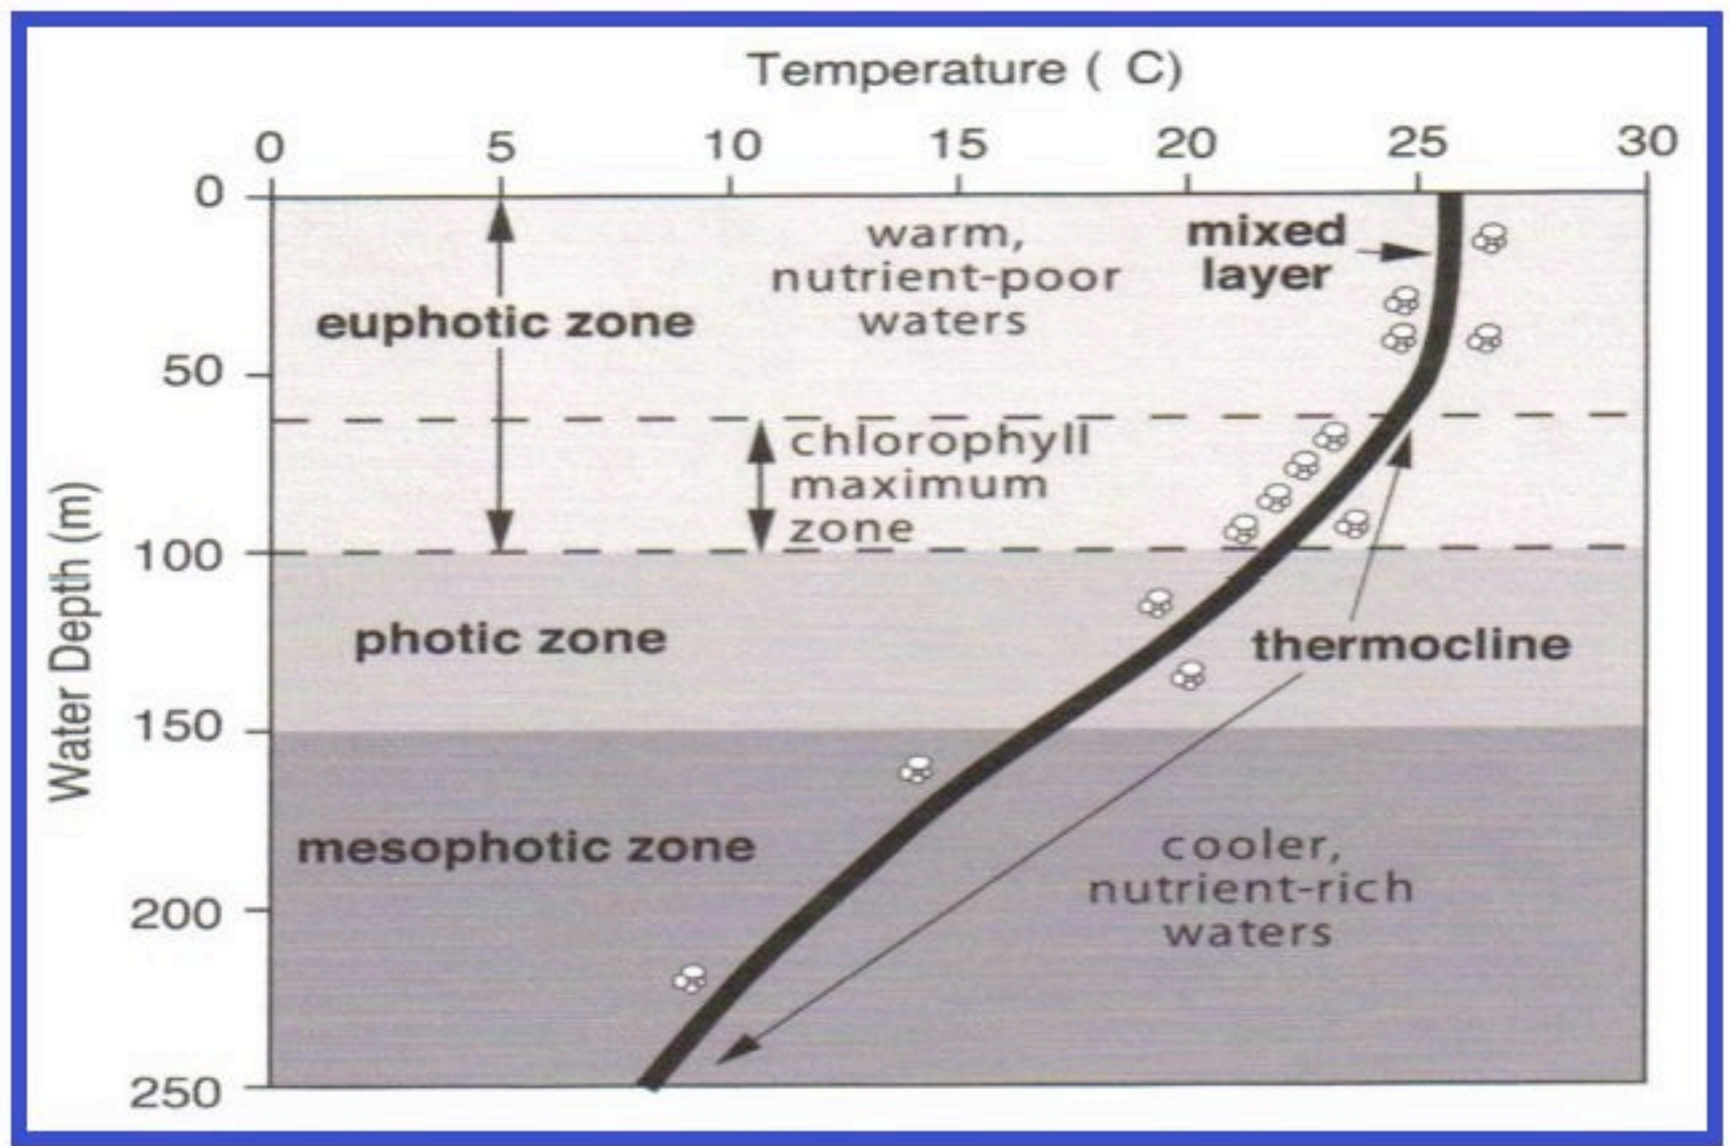 Temperature ( C)
0 5 10 15 20 25 30
0
warm,
nutrient-poor
waters
mixed
layer
euphotic zone
50
chlorophyll
maximum
zone
100
photic zone
thermocline
Water Depth (m)
150
mesophotic zone
cooler,
nutrient-rich
waters
200
250